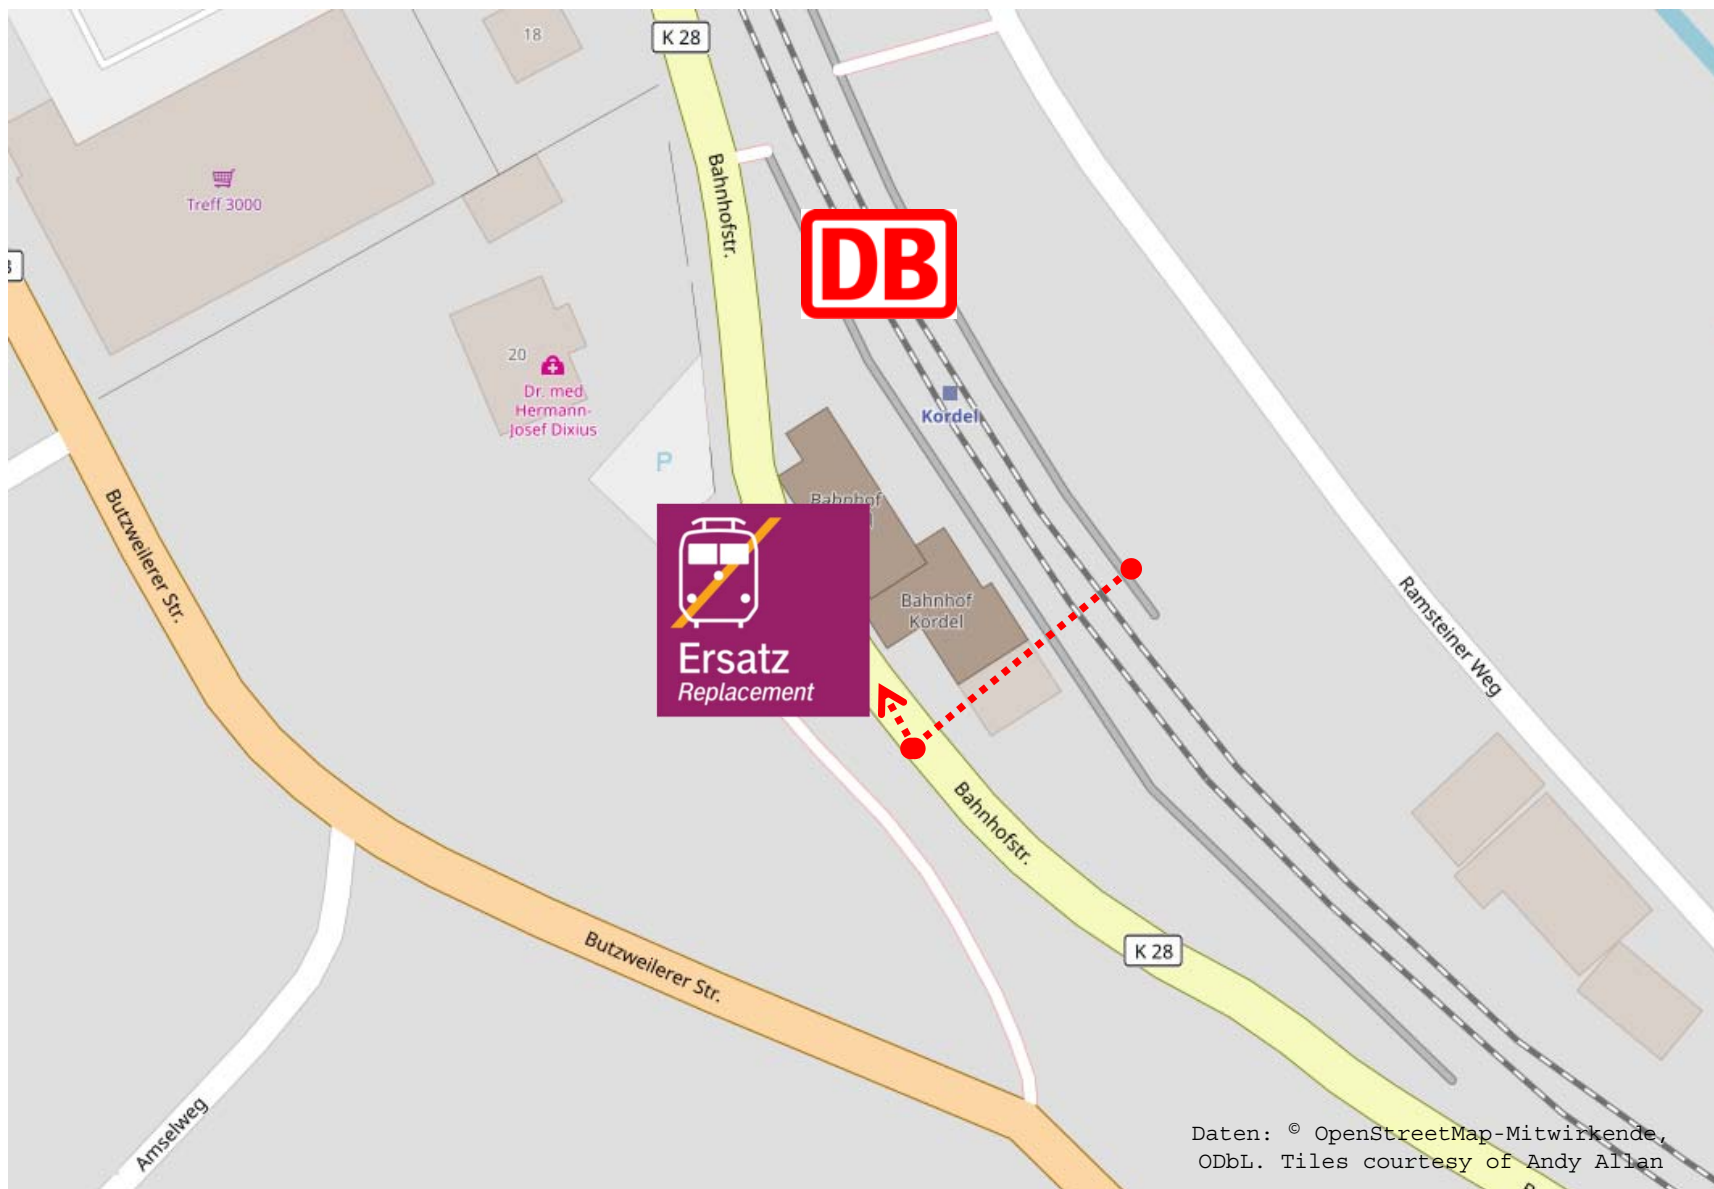 K 28
18
Bahnhofstr.
Treff 3000
DB
20
Dr. med
Hermann-
Josef Dixius
Kordel
P
Bahnhof
Butzweilerer Str.
Ersatz
Replacement
Bahnhof
Kordel
Ramsteiner Weg
Bahnhofstr.
K 28
Butzweilerer Str.
Amselweg
Daten: © OpenStreetMap-Mitwirkende,
ODbL. Tiles courtesy of Andy Allan